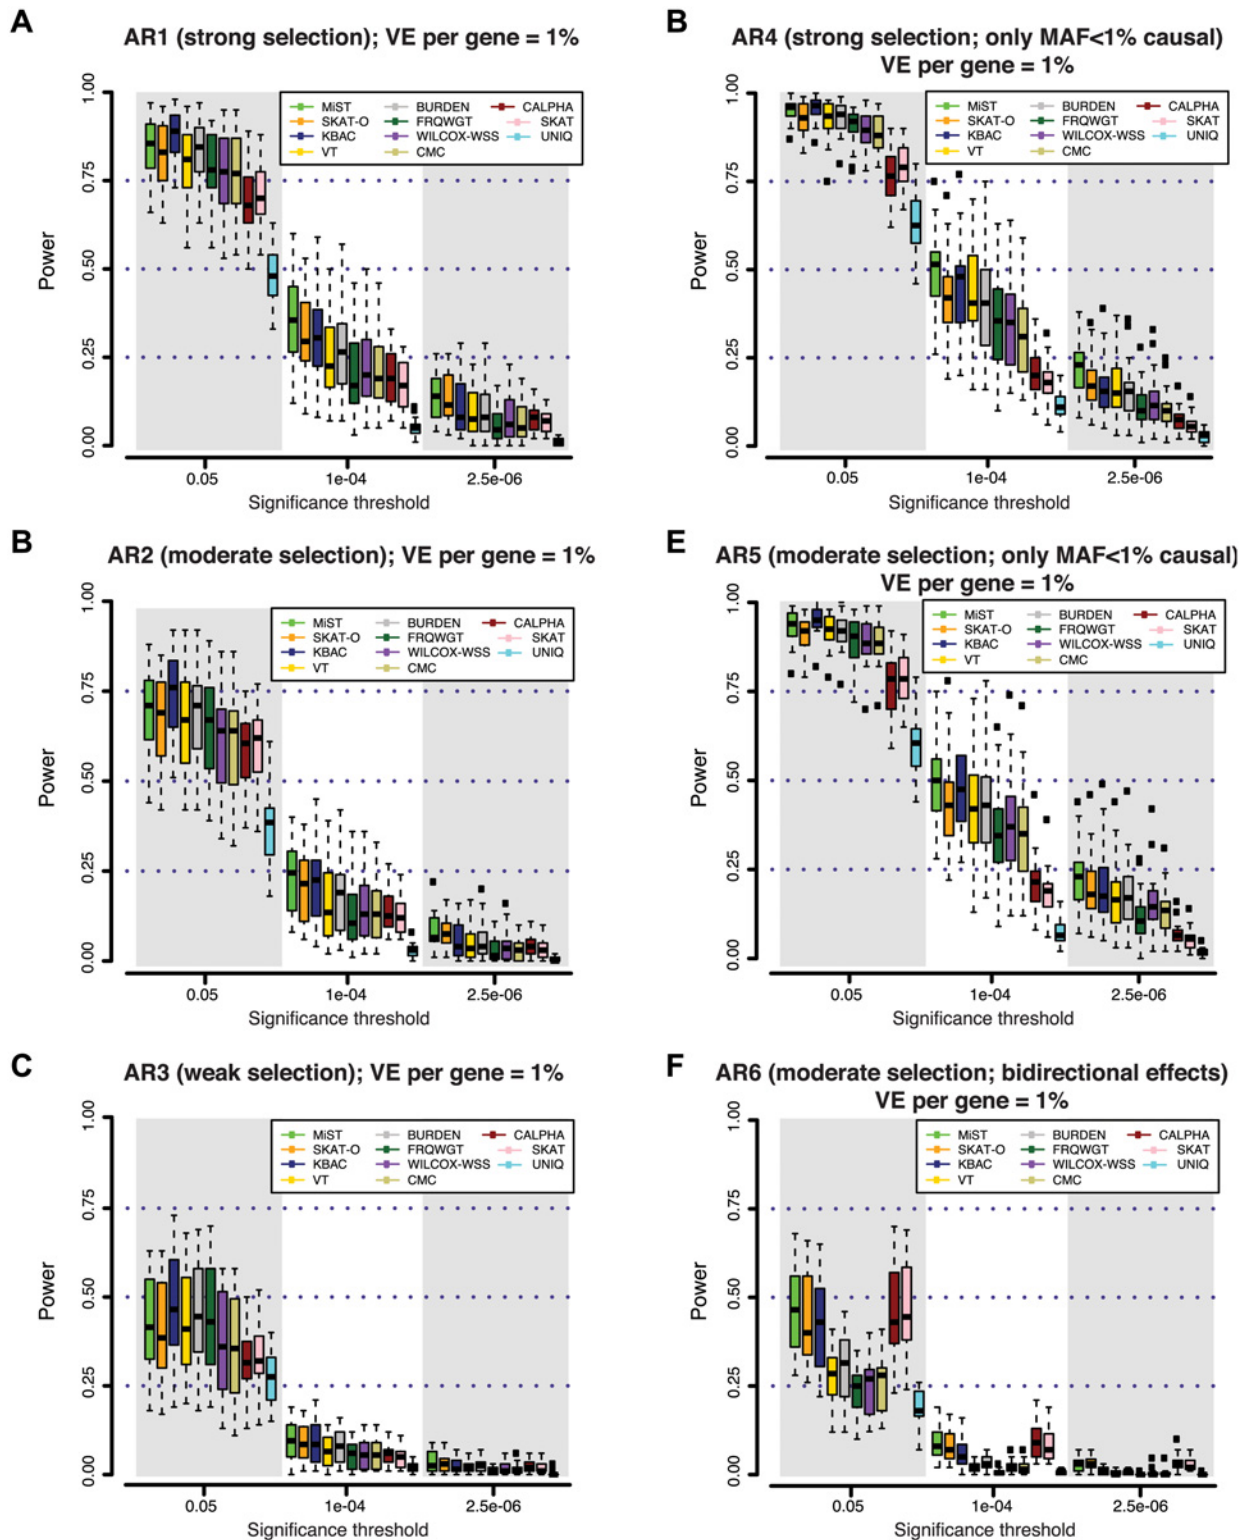 A
AR1 (strong selection); VE per gene = 1%
1.00
0.75
0.50
0.25
0.00
Power
MiST
SKAT-O
KBAC
VT
BURDEN
FRQWGT
WILCOX-WSS
CMC
CALPHA
SKAT
UNIQ
0.05
1e-04
2.5e-06
Significance threshold
B
AR4 (strong selection; only MAF<1% causal)
VE per gene = 1%
1.00
0.75
0.50
0.25
0.00
Power
MiST
SKAT-O
KBAC
VT
BURDEN
FRQWGT
WILCOX-WSS
CMC
CALPHA
SKAT
UNIQ
0.05
1e-04
2.5e-06
Significance threshold
B
AR2 (moderate selection); VE per gene = 1%
1.00
0.75
0.50
0.25
0.00
Power
MiST
SKAT-O
KBAC
VT
BURDEN
FRQWGT
WILCOX-WSS
CMC
CALPHA
SKAT
UNIQ
0.05
1e-04
2.5e-06
Significance threshold
E
AR5 (moderate selection; only MAF<1% causal)
VE per gene = 1%
1.00
0.75
0.50
0.25
0.00
Power
MiST
SKAT-O
KBAC
VT
BURDEN
FRQWGT
WILCOX-WSS
CMC
CALPHA
SKAT
UNIQ
0.05
1e-04
2.5e-06
Significance threshold
C
AR3 (weak selection); VE per gene = 1%
1.00
0.75
0.50
0.25
0.00
Power
MiST
SKAT-O
KBAC
VT
BURDEN
FRQWGT
WILCOX-WSS
CMC
CALPHA
SKAT
UNIQ
0.05
1e-04
2.5e-06
Significance threshold
F
AR6 (moderate selection; bidirectional effects)
VE per gene = 1%
1.00
0.75
0.50
0.25
0.00
Power
MiST
SKAT-O
KBAC
VT
BURDEN
FRQWGT
WILCOX-WSS
CMC
CALPHA
SKAT
UNIQ
0.05
1e-04
2.5e-06
Significance threshold